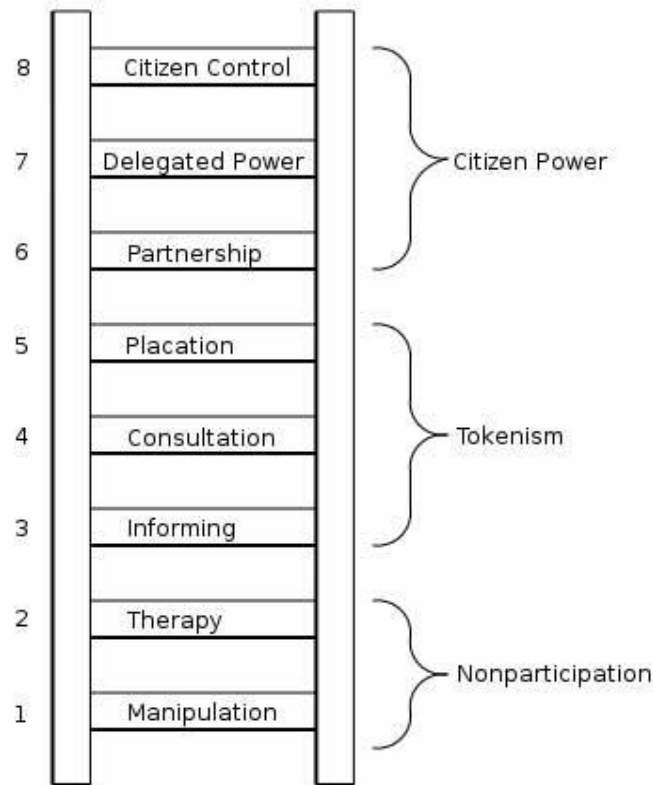 8 Citizen Control
7 Delegated Power
Citizen Power
6 Partnership
5 Placation
4 Consultation
Tokenism
3 Informing
2 Therapy
Nonparticipation
1 Manipulation